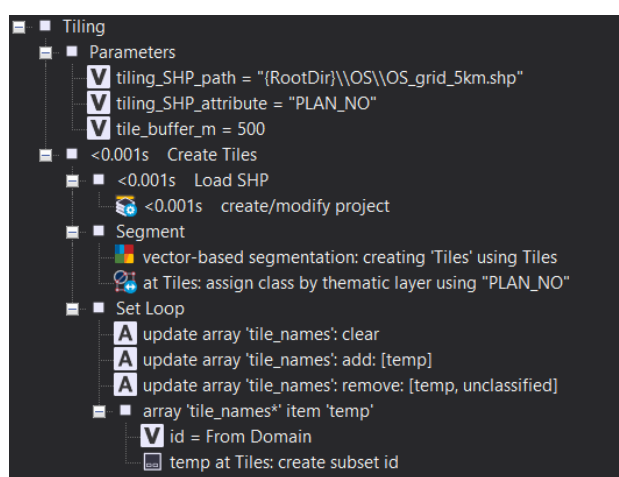 Tiling
Parameters
V tiling_SHP_path = "{RootDir}\\OS\\OS_grid_5km.shp"
V tiling_SHP_attribute = "PLAN_NO"
V tile_buffer_m = 500
<0.001s Create Tiles
<0.001s Load SHP
<0.001s create/modify project
Segment
vector-based segmentation: creating 'Tiles' using Tiles
at Tiles: assign class by thematic layer using "PLAN_NO"
Set Loop
A update array 'tile_names': clear
A update array 'tile_names': add: [temp]
A update array 'tile_names': remove: [temp, unclassified]
array 'tile_names*' item 'temp'
V id = From Domain
temp at Tiles: create subset id